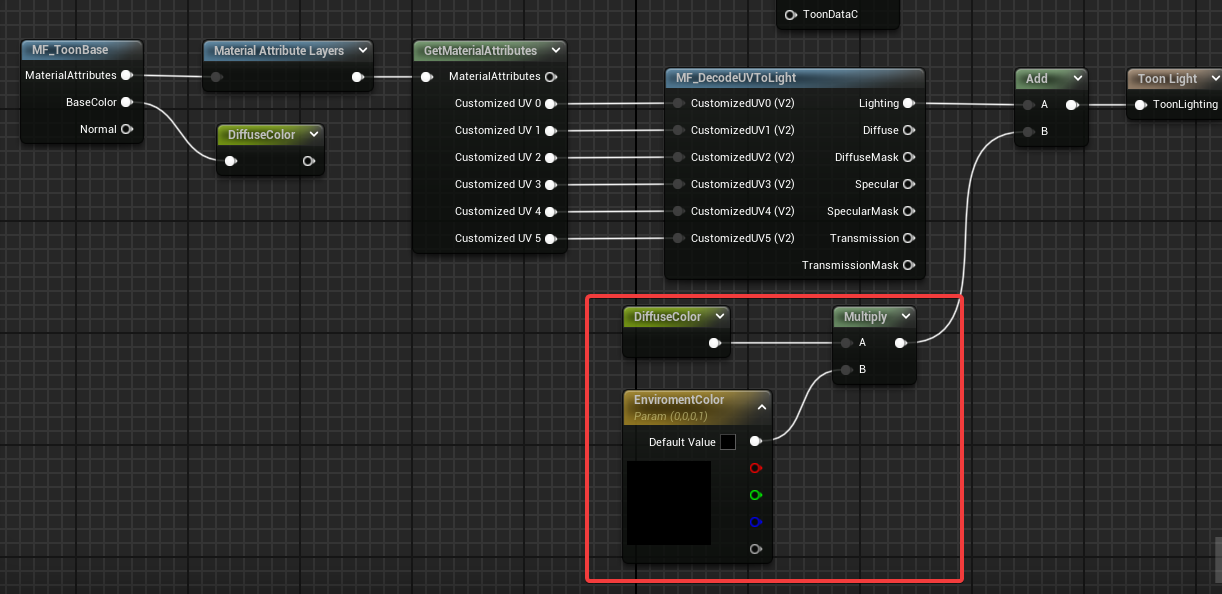 ToonDataC
MF_ToonBase
MaterialAttributes
BaseColor
Normal
Material Attribute Layers
DiffuseColor
GetMaterialAttributes
MaterialAttributes
Customized UV 0
Customized UV 1
Customized UV 2
Customized UV 3
Customized UV 4
Customized UV 5
MF_DecodeUVToLight
CustomizedUV0 (V2) Lighting
CustomizedUV1 (V2) Diffuse
CustomizedUV2 (V2) DiffuseMask
CustomizedUV3 (V2) Specular
CustomizedUV4 (V2) SpecularMask
CustomizedUV5 (V2) Transmission
TransmissionMask
Add
A
B
Toon Light
ToonLighting
DiffuseColor
Multiply
A
B
EnviromentColor
Param (0,0,0,1)
Default Value